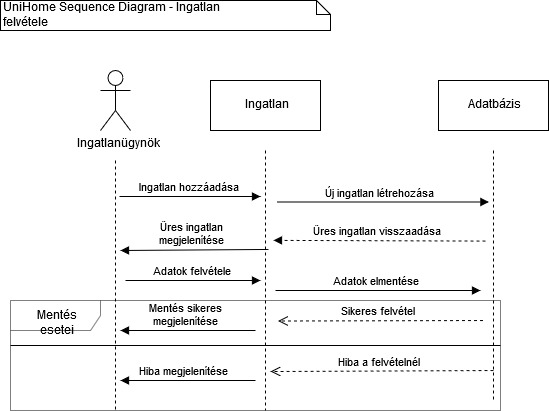 UniHome Sequence Diagram - Ingatlan
felvétele
Ingatlanügynök
Ingatlan
Adatbázis
Ingatlan hozzáadása
Új ingatlan létrehozása
Üres ingatlan
megjelenítése
Üres ingatlan visszaadása
Adatok felvétele
Adatok elmentése
Mentés
esetei
Mentés sikeres
megjelenítése
Sikeres felvétel
Hiba megjelenítése
Hiba a felvételnél